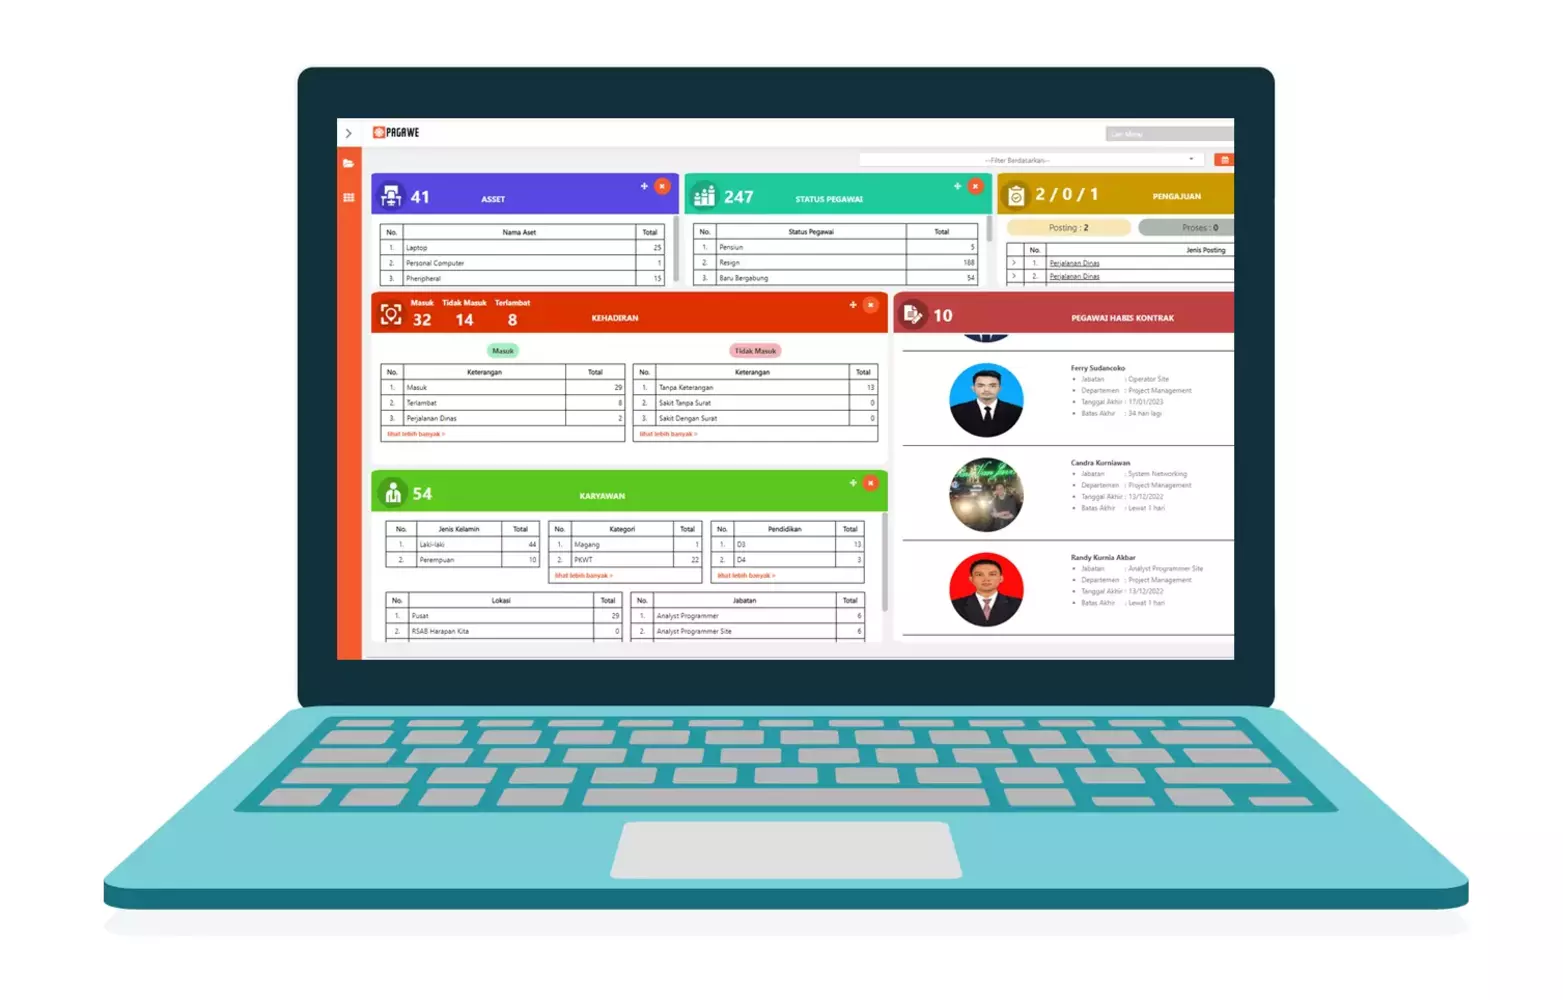 PAGAWE
Cari Menu
--Filter Berdasarkan--
41 ASSET
No. Nama Aset Total
1. Laptop 25
2. Personal Computer 1
3. Pheripheral 15
247 STATUS PEGAWAI
No. Status Pegawai Total
1. Pensiun 5
2. Resign 188
3. Baru Bergabung 54
2 / 0 / 1 PENGAJUAN
Posting : 2 Proses : 0
No. Jenis Posting
1. Perjalanan Dinas
2. Perjalanan Dinas
Masuk Tidak Masuk Terlambat
32 14 8 KEHADIRAN
Masuk
No. Keterangan Total
1. Masuk 29
2. Terlambat 8
3. Perjalanan Dinas 2
lihat lebih banyak >
Tidak Masuk
No. Keterangan Total
1. Tanpa Keterangan 13
2. Sakit Tanpa Surat 0
3. Sakit Dengan Surat 0
lihat lebih banyak >
10 PEGAWAI HABIS KONTRAK
Ferry Sudancoko
Jabatan : Operator Site
Departemen : Project Management
Tanggal Akhir : 17/01/2023
Batas Akhir : 34 hari lagi
Candra Kurniawan
Jabatan : System Networking
Departemen : Project Management
Tanggal Akhir : 13/12/2022
Batas Akhir : Lewat 1 hari
Randy Kurnia Akbar
Jabatan : Analyst Programmer Site
Departemen : Project Management
Tanggal Akhir : 13/12/2022
Batas Akhir : Lewat 1 hari
54 KARYAWAN
No. Jenis Kelamin Total
1. Laki-laki 44
2. Perempuan 10
No. Kategori Total
1. Magang 1
2. PKWT 22
lihat lebih banyak >
No. Pendidikan Total
1. D3 13
2. D4 3
lihat lebih banyak >
No. Lokasi Total
1. Pusat 29
2. RSAB Harapan Kita 0
No. Jabatan Total
1. Analyst Programmer 6
2. Analyst Programmer Site 6